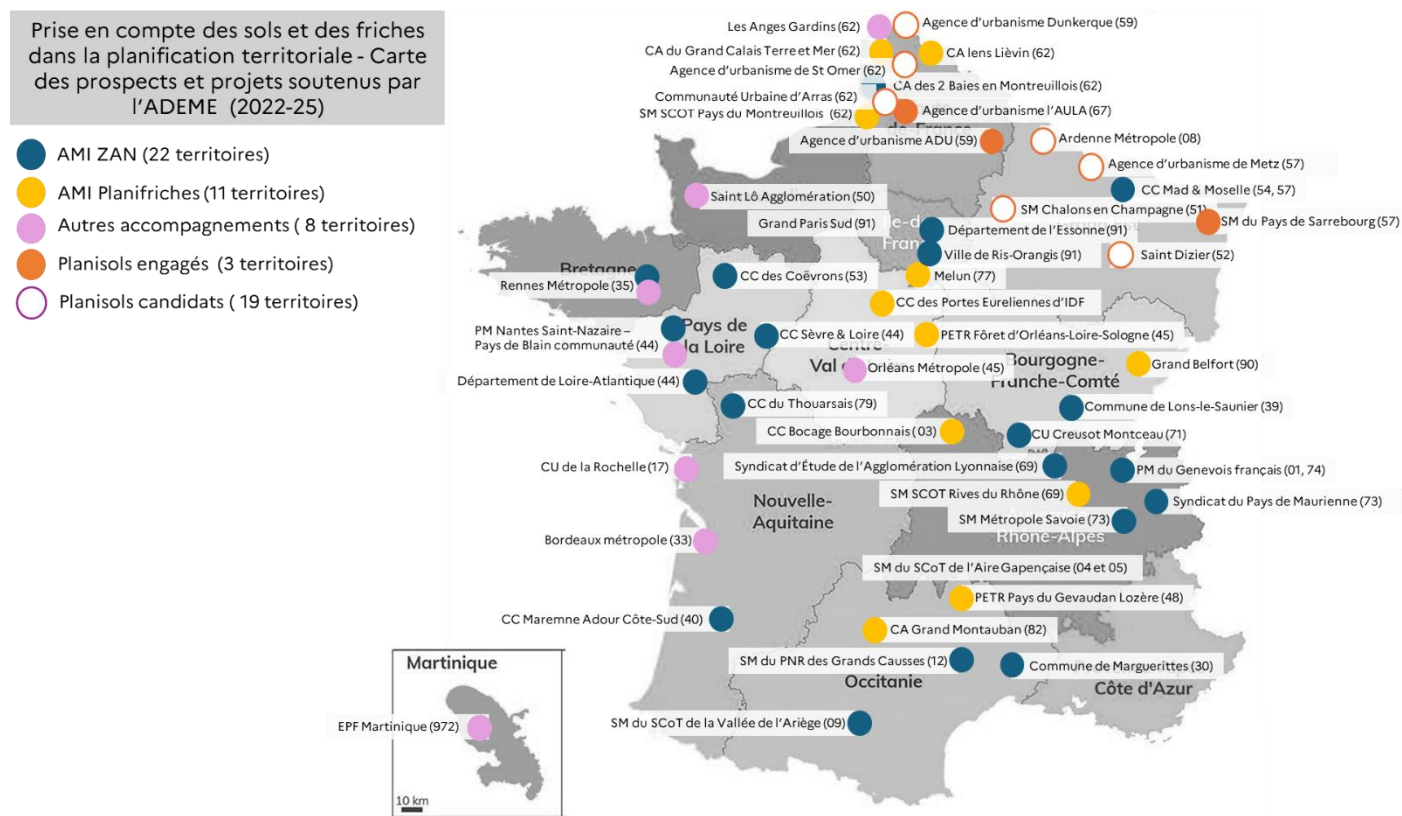 Prise en compte des sols et des friches
dans la planification territoriale - Carte
des prospects et projets soutenus par
l'ADEME (2022-25)
AMI ZAN (22 territoires)
AMI Planifriches (11 territoires)
Autres accompagnements ( 8 territoires)
Planisols engagés (3 territoires)
Planisols candidats ( 19 territoires)
Les Anges Gardins (62)
Agence d'urbanisme Dunkerque (59)
CA du Grand Calais Terre et Mer (62)
CA lens Lièvin (62)
Agence d'urbanisme de St Omer (62)
CA des 2 Baies en Montreuillois (62)
Communauté Urbaine d'Arras (62)
SM SCOT Pays du Montreuillois (62)
Agence d'urbanisme l'AULA (67)
de-France
Agence d'urbanisme ADU (59)
Ardenne Métropole (08)
Agence d'urbanisme de Metz (57)
CC Mad & Moselle (54, 57)
Saint Lô Agglomération (50)
SM Chalons en Champagne (51)
SM du Pays de Sarrebourg (57)
Grand Paris Sud (91)
Département de l'Essonne (91)
Ville de Ris-Orangis (91)
Saint Dizier (52)
Bretagne
Rennes Métropole (35)
CC des Coëvrons (53)
Melun (77)
CC des Portes Eureliennes d'IDF
PM Nantes Saint-Nazaire –
Pays de Blain communauté (44)
Pays de
la Loire
CC Sèvre & Loire (44)
PETR Fôret d'Orléans-Loire-Sologne (45)
Centre-
Val
Orléans Métropole (45)
Bourgogne-
Franche-Comté
Grand Belfort (90)
Département de Loire-Atlantique (44)
CC du Thouarsais (79)
Commune de Lons-le-Saunier (39)
CC Bocage Bourbonnais ( 03)
CU Creusot Montceau (71)
CU de la Rochelle (17)
Syndicat d'Étude de l'Agglomération Lyonnaise (69)
PM du Genevois français (01, 74)
Nouvelle-
Aquitaine
SM SCOT Rives du Rhône (69)
Syndicat du Pays de Maurienne (73)
SM Métropole Savoie (73)
Rhône-Alpes
Bordeaux métropole (33)
SM du SCoT de l'Aire Gapençaise (04 et 05)
PETR Pays du Gevaudan Lozère (48)
CC Maremne Adour Côte-Sud (40)
CA Grand Montauban (82)
SM du PNR des Grands Causses (12)
Commune de Marguerittes (30)
Occitanie
Côte d'Azur
SM du SCoT de la Vallée de l'Ariège (09)
Martinique
EPF Martinique (972)
10 km